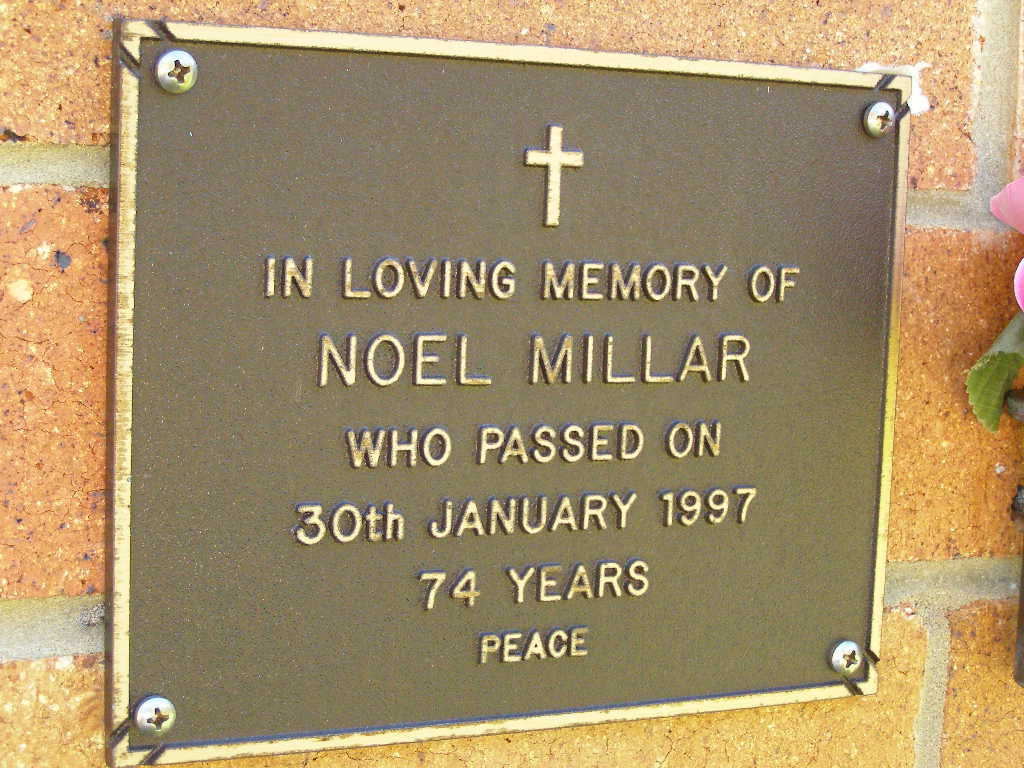 IN LOVING MEMORY OF
NOEL MILLAR
WHO PASSED ON
30th JANUARY 1997
74 YEARS
PEACE